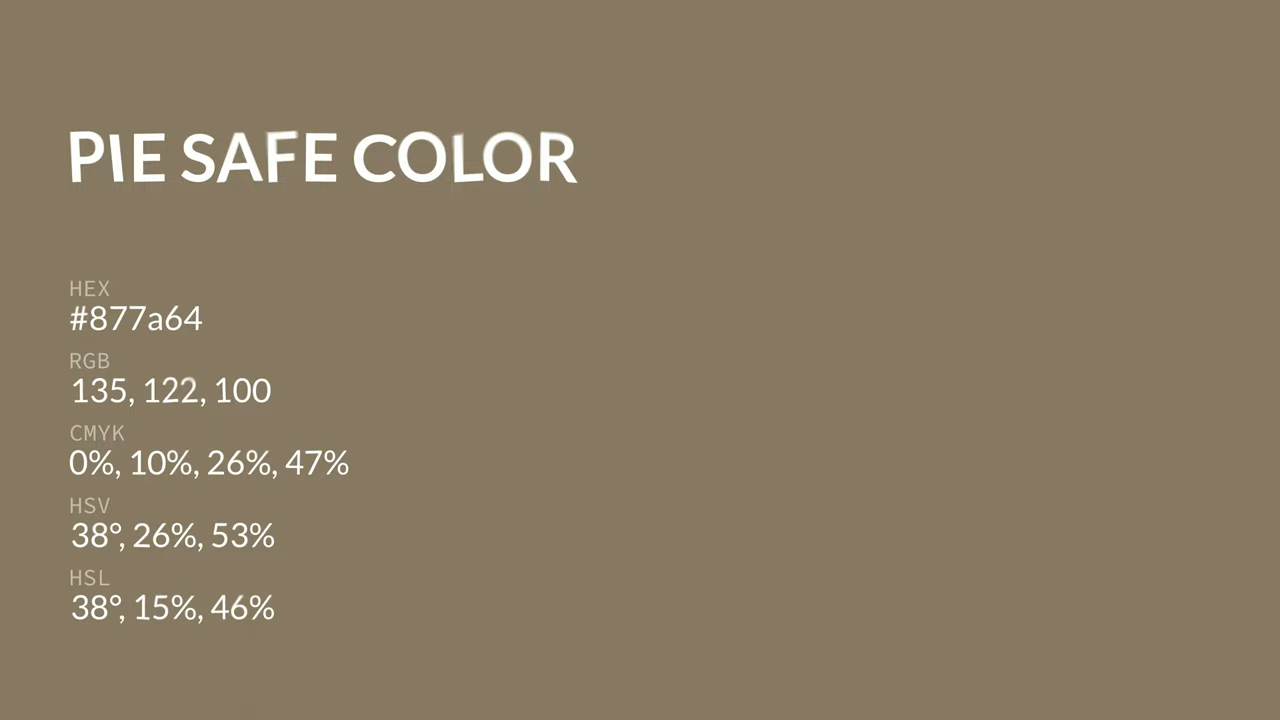 PIE SAFE COLOR
HEX
#877a64
RGB
135, 122, 100
CMYK
0%, 10%, 26%, 47%
HSV
38°, 26%, 53%
HSL
38°, 15%, 46%